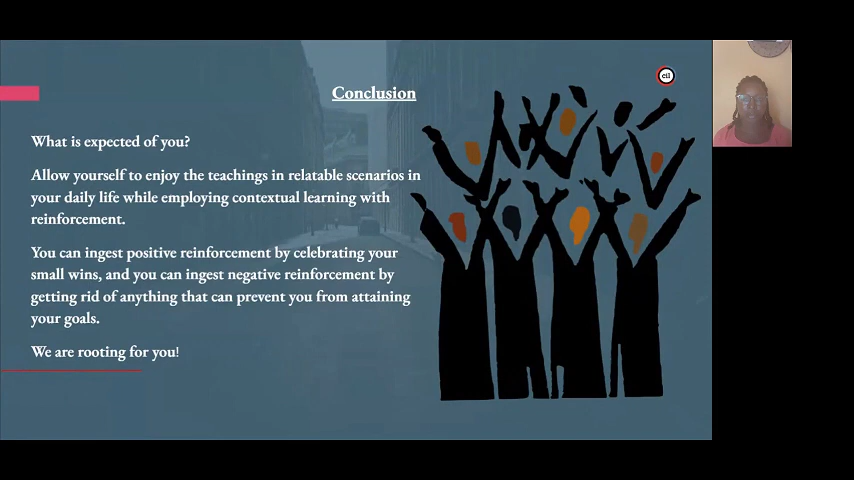 cil
Conclusion
What is expected of you?
Allow yourself to enjoy the teachings in relatable scenarios in
your daily life while employing contextual learning with
reinforcement.
You can ingest positive reinforcement by celebrating your
small wins, and you can ingest negative reinforcement by
getting rid of anything that can prevent you from attaining
your goals.
We are rooting for you!